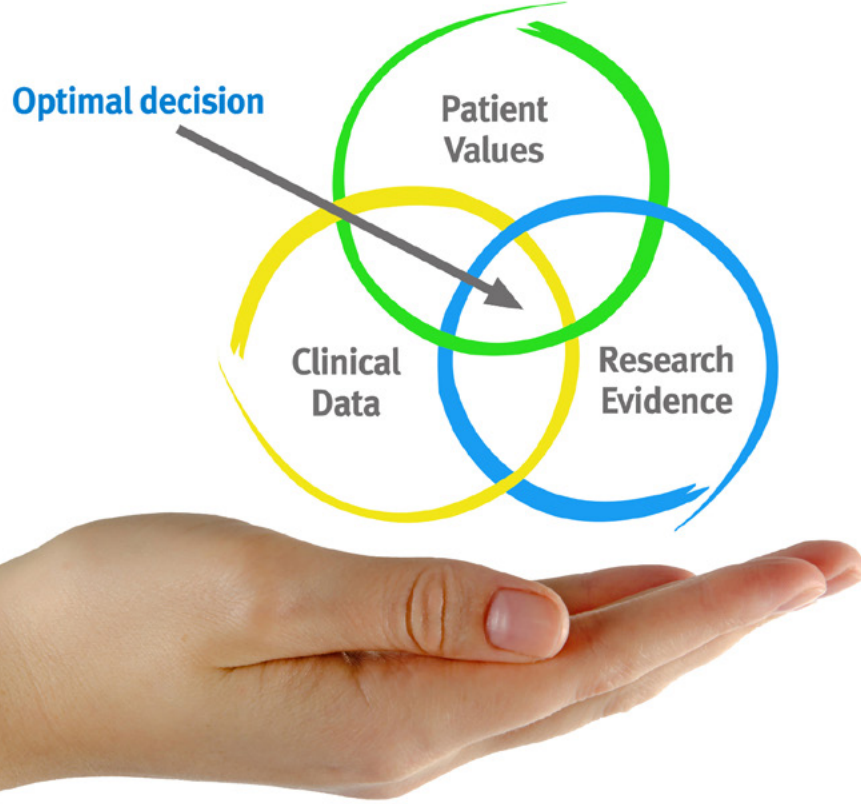 Optimal decision
Patient
Values
Clinical
Data
Research
Evidence